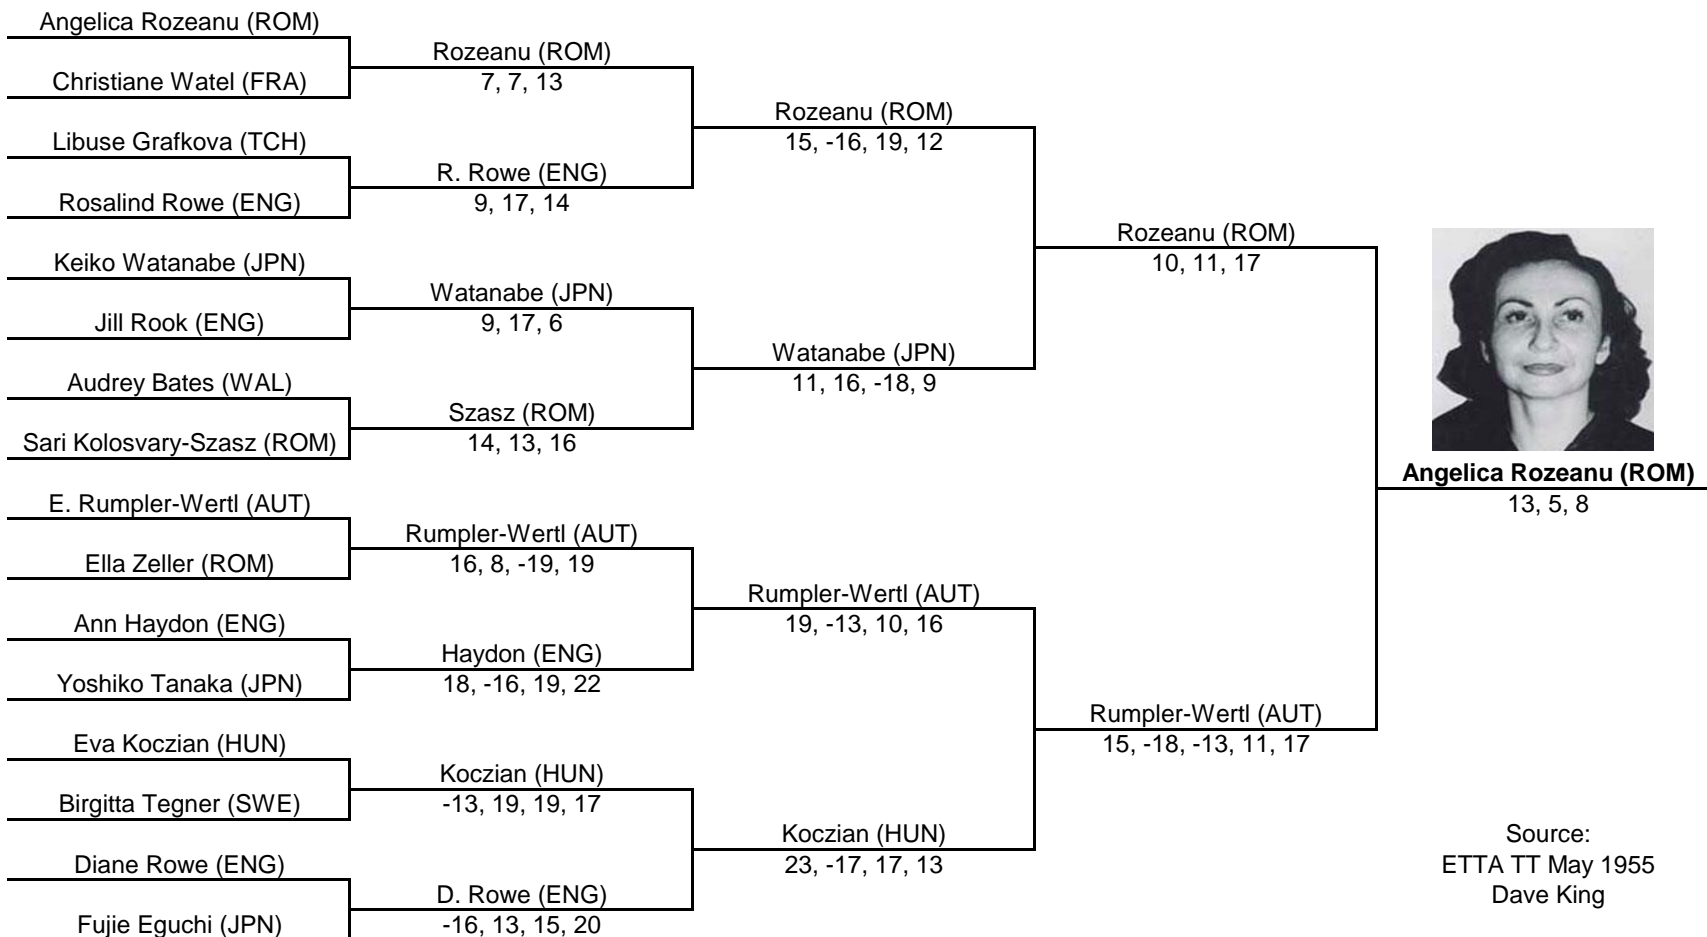 Angelica Rozeanu (ROM)
Christiane Watel (FRA)
Libuse Grafkova (TCH)
Rosalind Rowe (ENG)
Keiko Watanabe (JPN)
Jill Rook (ENG)
Audrey Bates (WAL)
Sari Kolosvary-Szasz (ROM)
E. Rumpler-Wertl (AUT)
Ella Zeller (ROM)
Ann Haydon (ENG)
Yoshiko Tanaka (JPN)
Eva Koczian (HUN)
Birgitta Tegner (SWE)
Diane Rowe (ENG)
Fujie Eguchi (JPN)
Rozeanu (ROM)
7, 7, 13
R. Rowe (ENG)
9, 17, 14
Watanabe (JPN)
9, 17, 6
Szasz (ROM)
14, 13, 16
Rumpler-Wertl (AUT)
16, 8, -19, 19
Haydon (ENG)
18, -16, 19, 22
Koczian (HUN)
-13, 19, 19, 17
D. Rowe (ENG)
-16, 13, 15, 20
Rozeanu (ROM)
15, -16, 19, 12
Watanabe (JPN)
11, 16, -18, 9
Rumpler-Wertl (AUT)
19, -13, 10, 16
Koczian (HUN)
23, -17, 17, 13
Rozeanu (ROM)
10, 11, 17
Rumpler-Wertl (AUT)
15, -18, -13, 11, 17
Angelica Rozeanu (ROM)
13, 5, 8
Source:
ETTA TT May 1955
Dave King